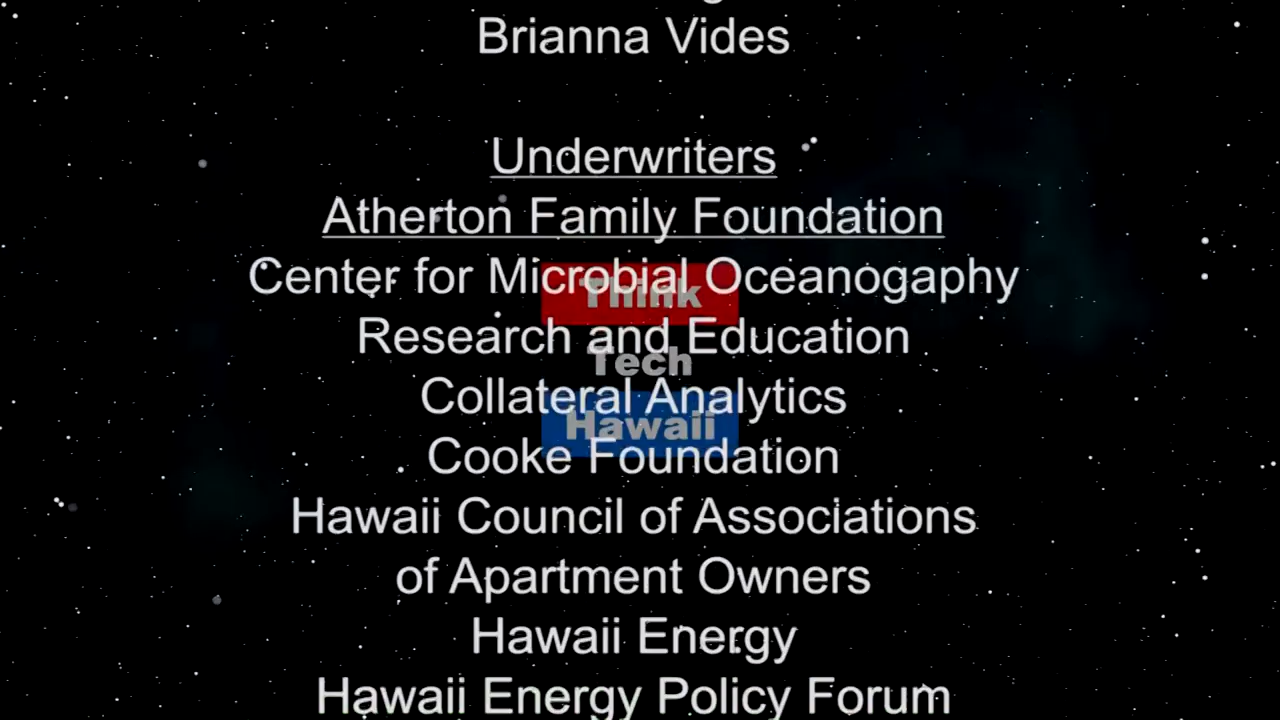 Brianna Vides
Underwriters
Atherton Family Foundation
Center for Microbial Oceanogaphy
Think
Research and Education
Tech
Collateral Analytics
Hawaii
Cooke Foundation
Hawaii Council of Associations
of Apartment Owners
Hawaii Energy
Hawaii Energy Policy Forum